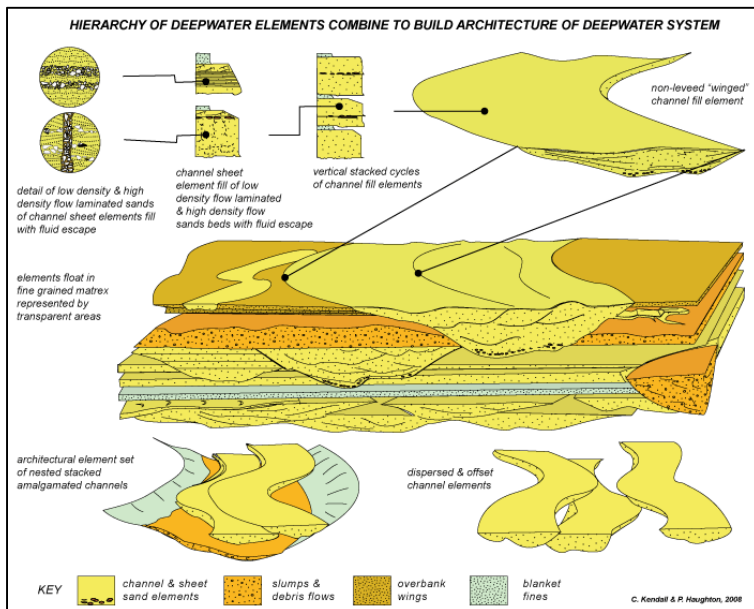 HIERARCHY OF DEEPWATER ELEMENTS COMBINE TO BUILD ARCHITECTURE OF DEEPWATER SYSTEM
non-leveed "winged"
channel fill element
detail of low density & high
density flow laminated sands
of channel sheet elements fill
with fluid escape
channel sheet
element fill of low
density flow laminated
& high density flow
sands beds with fluid escape
vertical stacked cycles
of channel fill elements
elements float in
fine grained matrex
represented by
transparent areas
architectural element set
of nested stacked
amalgamated channels
dispersed & offset
channel elements
KEY
channel & sheet
sand elements
slumps &
debris flows
overbank
wings
blanket
fines
C. Kendall & P. Haughton, 2008